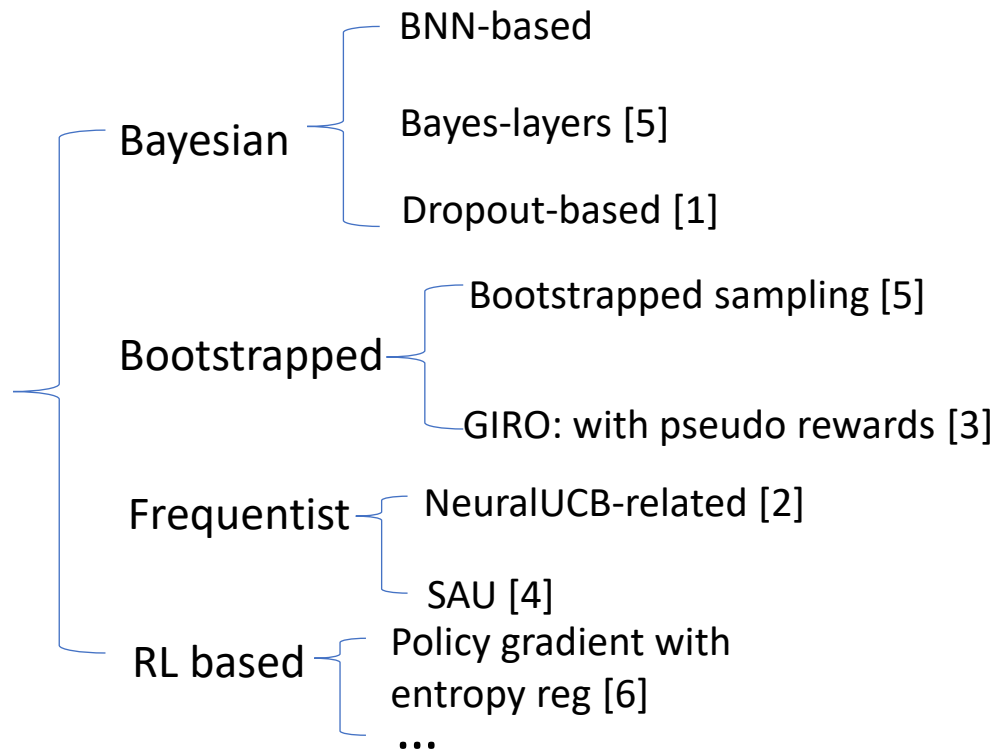 Bayesian
BNN-based
Bayes-layers [5]
Dropout-based [1]
Bootstrapped
Bootstrapped sampling [5]
GIRO: with pseudo rewards [3]
Frequentist
NeuralUCB-related [2]
SAU [4]
RL based
Policy gradient with
entropy reg [6]
...